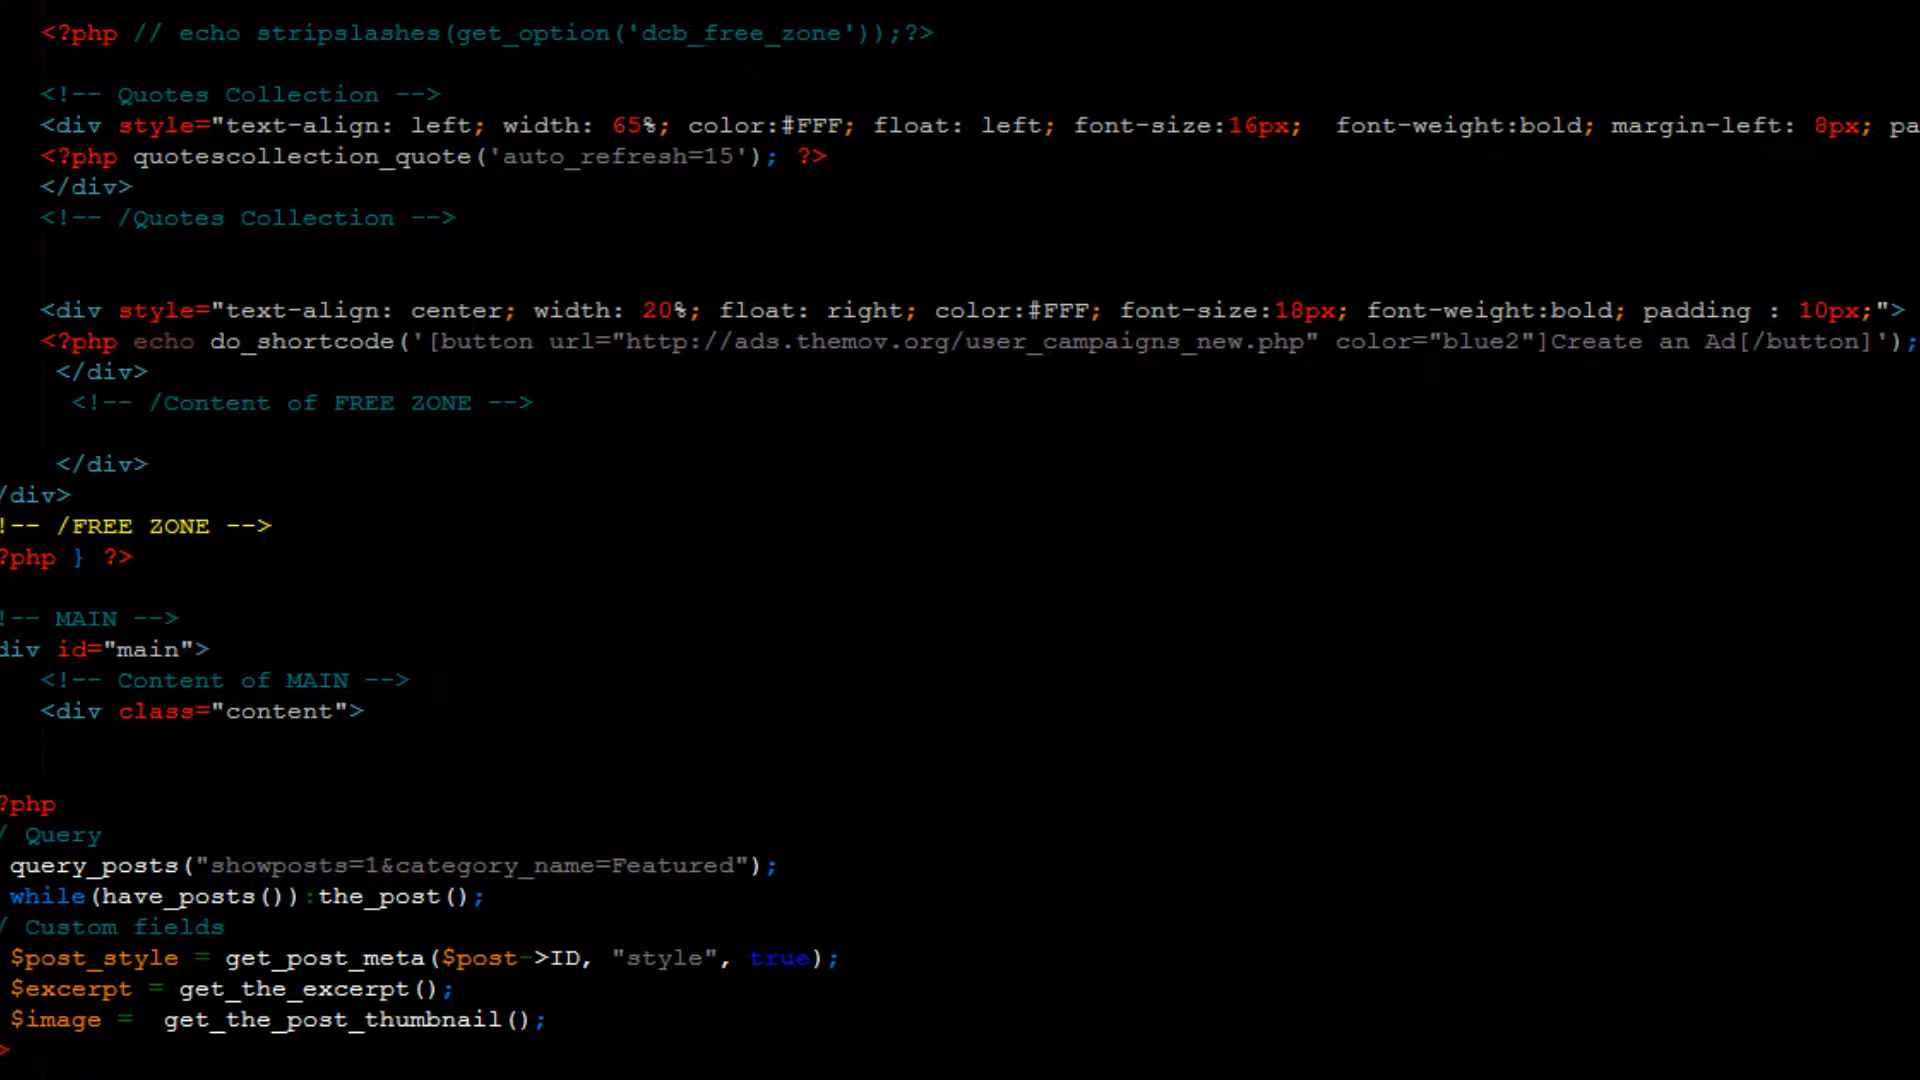 <?php // echo stripslashes(get_option('dcb_free_zone'));?>
<!-- Quotes Collection -->
<div style="text-align: left; width: 65%; color:#FFF; float: left; font-size:16px;  font-weight:bold; margin-left: 8px; pa
<?php quotescollection_quote('auto_refresh=15'); ?>
</div>
<!-- /Quotes Collection -->
<div style="text-align: center; width: 20%; float: right; color:#FFF; font-size:18px; font-weight:bold; padding : 10px;">
<?php echo do_shortcode('[button url="http://ads.themov.org/user_campaigns_new.php" color="blue2"]Create an Ad[/button]');
</div>
<!-- /Content of FREE ZONE -->
</div>
/div>
!-- /FREE ZONE -->
?php } ?>
!-- MAIN -->
div id="main">
<!-- Content of MAIN -->
<div class="content">
?php
/ Query
query_posts("showposts=1&category_name=Featured");
while(have_posts()):the_post();
/ Custom fields
$post_style = get_post_meta($post->ID, "style", true);
$excerpt = get_the_excerpt();
$image =  get_the_post_thumbnail();
>